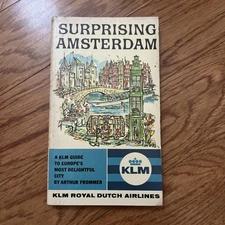 SURPRISING
AMSTERDAM
A KLM GUIDE
TO EUROPE'S
MOST DELIGHTFUL
CITY
BY ARTHUR FROMMER
KLM
KLM ROYAL DUTCH AIRLINES